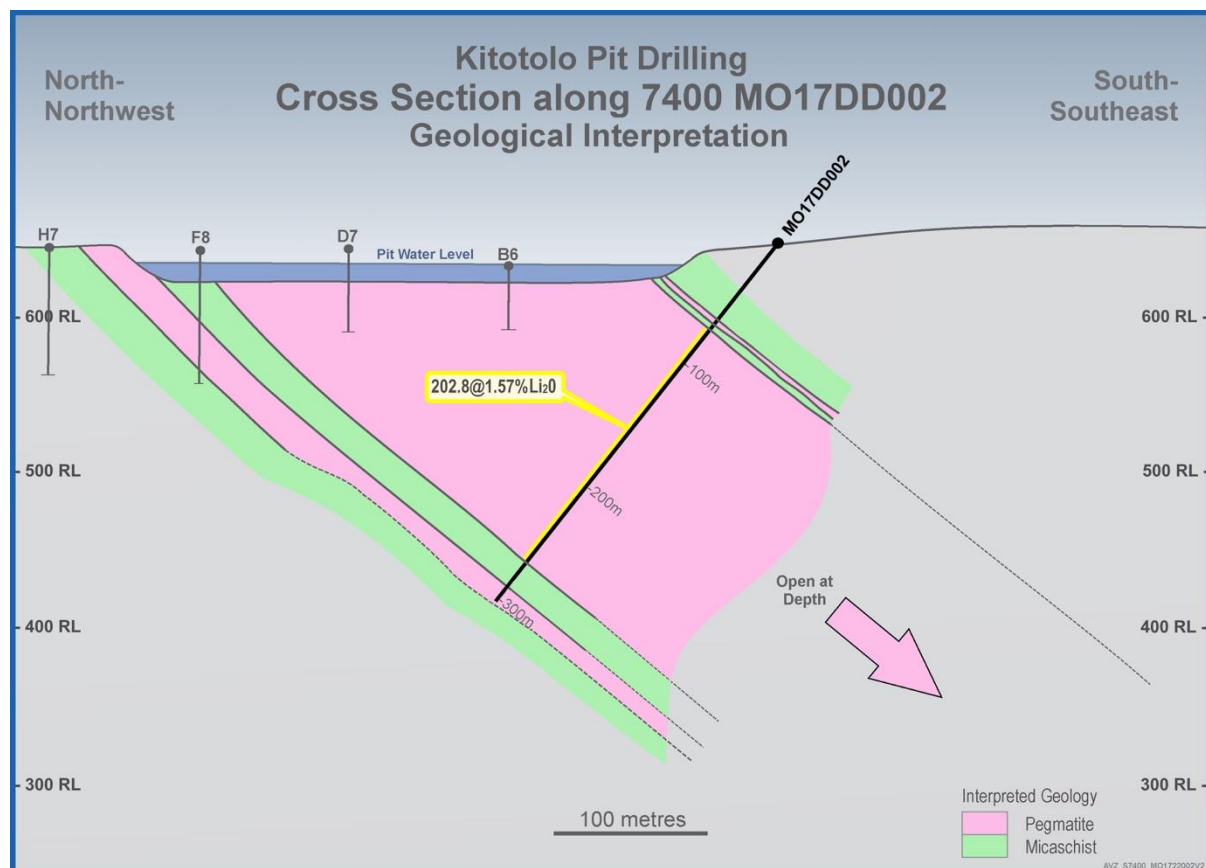 Kitotolo Pit Drilling
Cross Section along 7400 MO17DD002
Geological Interpretation
North-
Northwest
South-
Southeast
MO17DD002
H7
F8
D7
B6
Pit Water Level
- 600 RL
600 RL -
-100m
202.8@1.57%Li₂0
- 500 RL
500 RL -
-200m
Open at
Depth
-300m
- 400 RL
400 RL -
- 300 RL
300 RL -
100 metres
Interpreted Geology
Pegmatite
Micaschist
AVZ_S7400_MO1722002V2